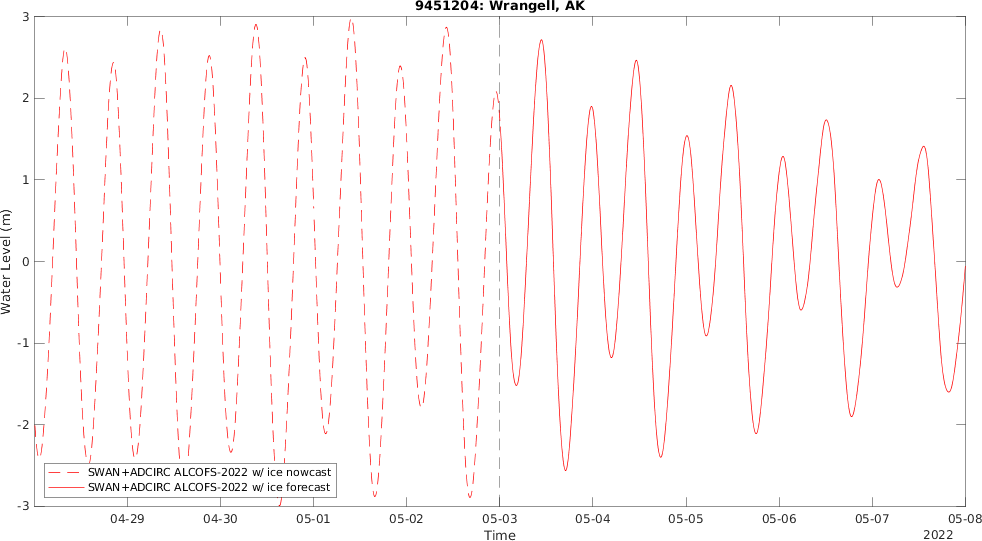 9451204: Wrangell, AK
Water Level (m)
3
2
1
0
-1
-2
-3
SWAN+ADCIRC ALCOFS-2022 w/ ice nowcast
SWAN+ADCIRC ALCOFS-2022 w/ ice forecast
04-29 04-30 05-01 05-02 05-03 05-04 05-05 05-06 05-07 05-08
Time
2022